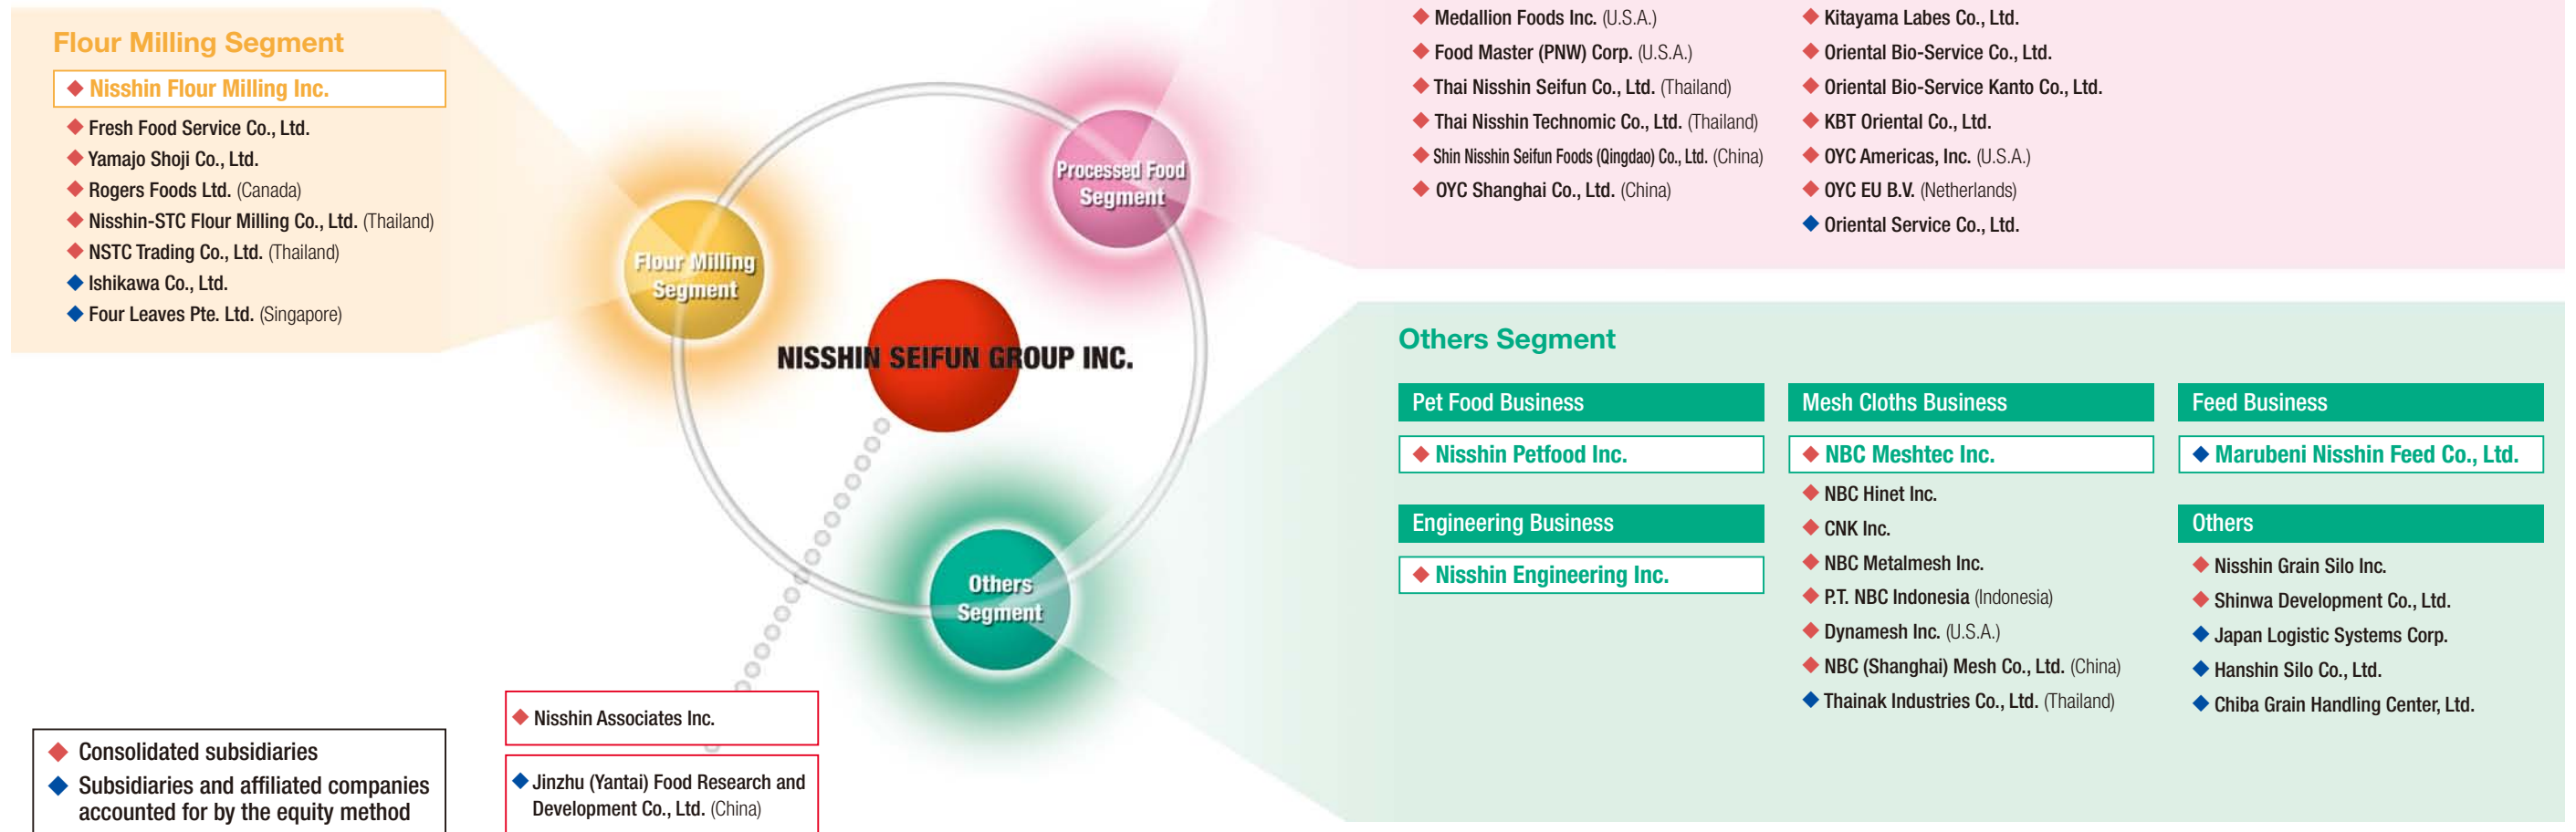 Flour Milling Segment
◆ Nisshin Flour Milling Inc.
◆ Fresh Food Service Co., Ltd.
◆ Yamajo Shoji Co., Ltd.
◆ Rogers Foods Ltd. (Canada)
◆ Nisshin-STC Flour Milling Co., Ltd. (Thailand)
◆ NSTC Trading Co., Ltd. (Thailand)
◆ Ishikawa Co., Ltd.
◆ Four Leaves Pte. Ltd. (Singapore)
Flour Milling
Segment
Processed Food
Segment
NISSHIN SEIFUN GROUP INC.
Others
Segment
◆ Medallion Foods Inc. (U.S.A.)
◆ Food Master (PNW) Corp. (U.S.A.)
◆ Thai Nisshin Seifun Co., Ltd. (Thailand)
◆ Thai Nisshin Technomic Co., Ltd. (Thailand)
◆ Shin Nisshin Seifun Foods (Qingdao) Co., Ltd. (China)
◆ OYC Shanghai Co., Ltd. (China)
◆ Kitayama Labes Co., Ltd.
◆ Oriental Bio-Service Co., Ltd.
◆ Oriental Bio-Service Kanto Co., Ltd.
◆ KBT Oriental Co., Ltd.
◆ OYC Americas, Inc. (U.S.A.)
◆ OYC EU B.V. (Netherlands)
◆ Oriental Service Co., Ltd.
Others Segment
Pet Food Business
◆ Nisshin Petfood Inc.
Engineering Business
◆ Nisshin Engineering Inc.
Mesh Cloths Business
◆ NBC Meshtec Inc.
◆ NBC Hinet Inc.
◆ CNK Inc.
◆ NBC Metalmesh Inc.
◆ P.T. NBC Indonesia (Indonesia)
◆ Dynamesh Inc. (U.S.A.)
◆ NBC (Shanghai) Mesh Co., Ltd. (China)
◆ Thainak Industries Co., Ltd. (Thailand)
Feed Business
◆ Marubeni Nisshin Feed Co., Ltd.
Others
◆ Nisshin Grain Silo Inc.
◆ Shinwa Development Co., Ltd.
◆ Japan Logistic Systems Corp.
◆ Hanshin Silo Co., Ltd.
◆ Chiba Grain Handling Center, Ltd.
◆ Nisshin Associates Inc.
◆ Jinzhu (Yantai) Food Research and
Development Co., Ltd. (China)
◆ Consolidated subsidiaries
◆ Subsidiaries and affiliated companies
accounted for by the equity method